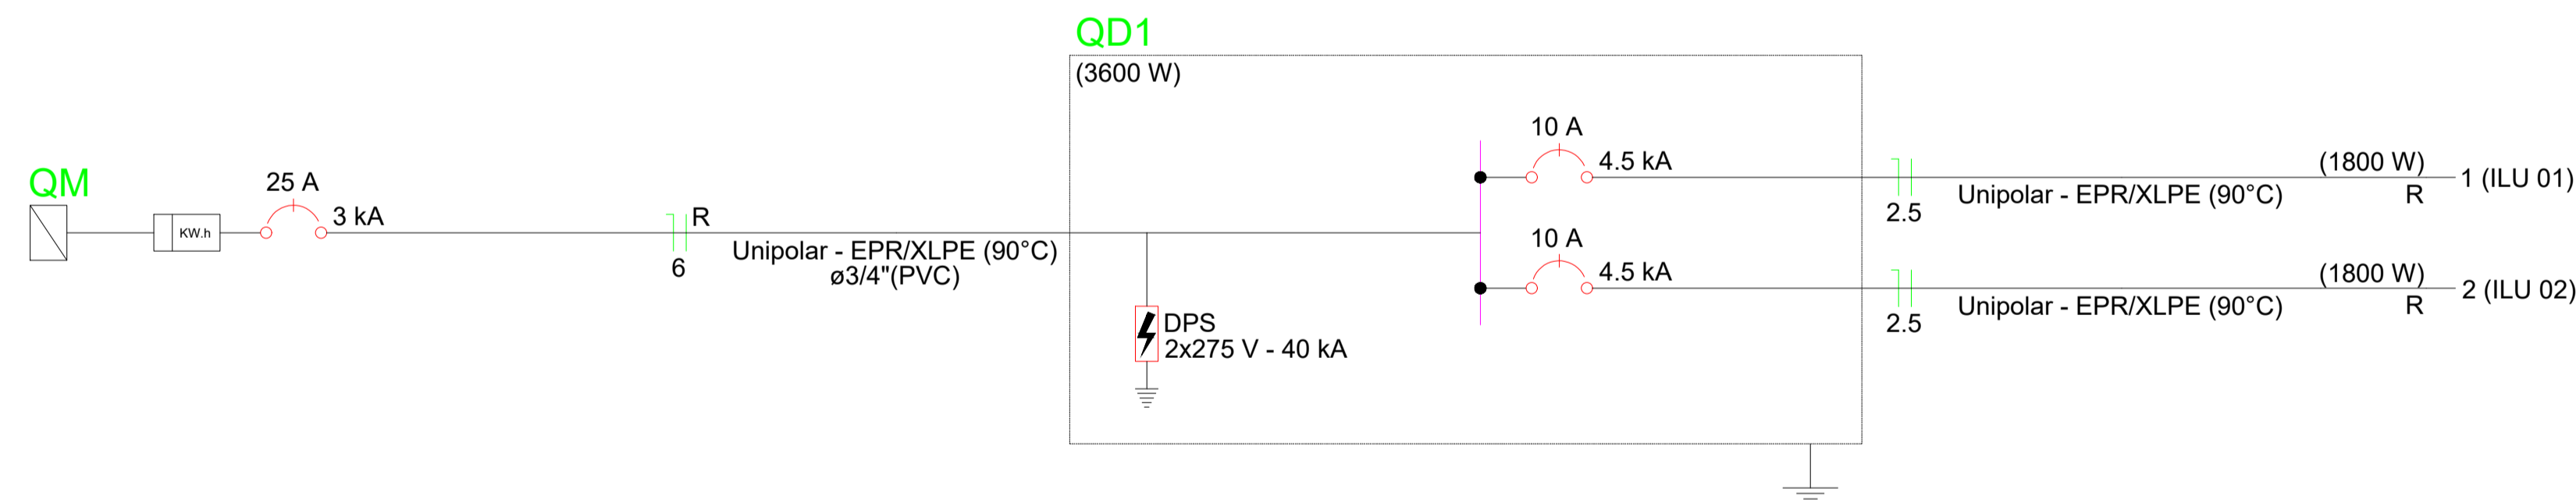 QM
KW.h
25 A
3 kA
R
6
Unipolar - EPR/XLPE (90°C)
ø3/4"(PVC)
QD1
(3600 W)
DPS
2x275 V - 40 kA
10 A
4.5 kA
2.5
Unipolar - EPR/XLPE (90°C)
(1800 W)
R
1 (ILU 01)
10 A
4.5 kA
2.5
Unipolar - EPR/XLPE (90°C)
(1800 W)
R
2 (ILU 02)